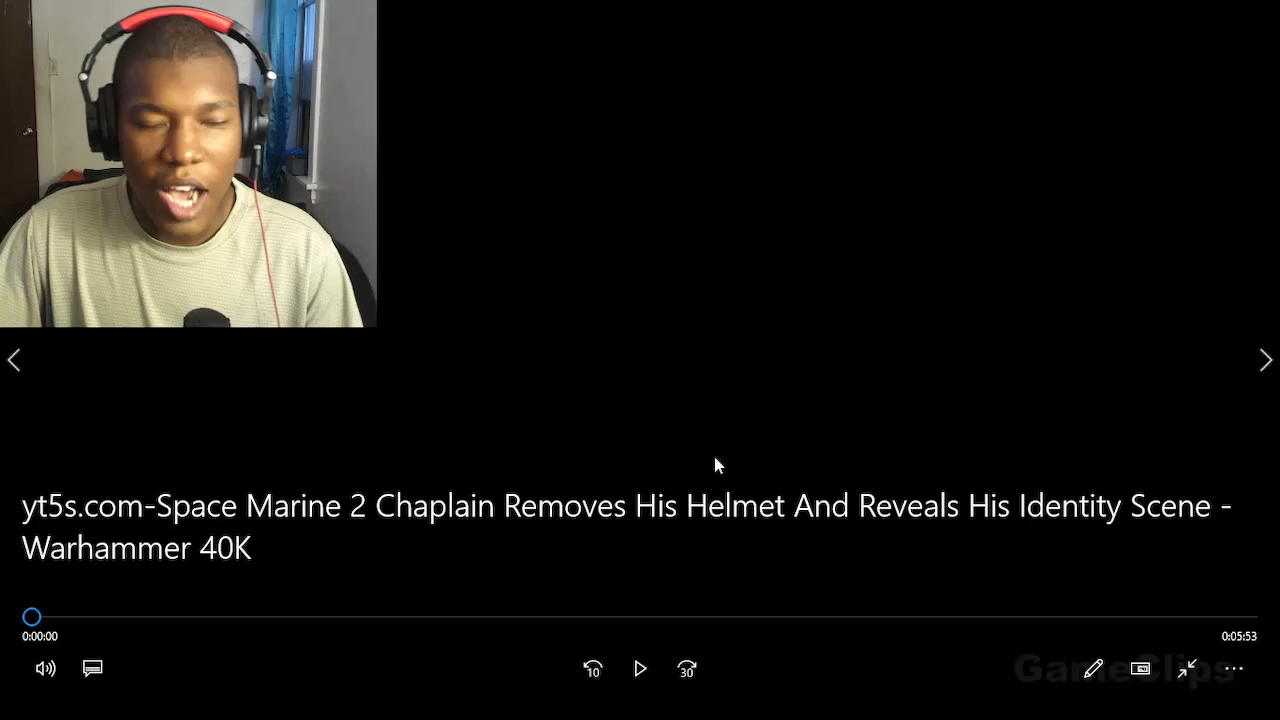 yt5s.com-Space Marine 2 Chaplain Removes His Helmet And Reveals His Identity Scene -
Warhammer 40K
0:00:00
0:05:53
10
30
GameClips